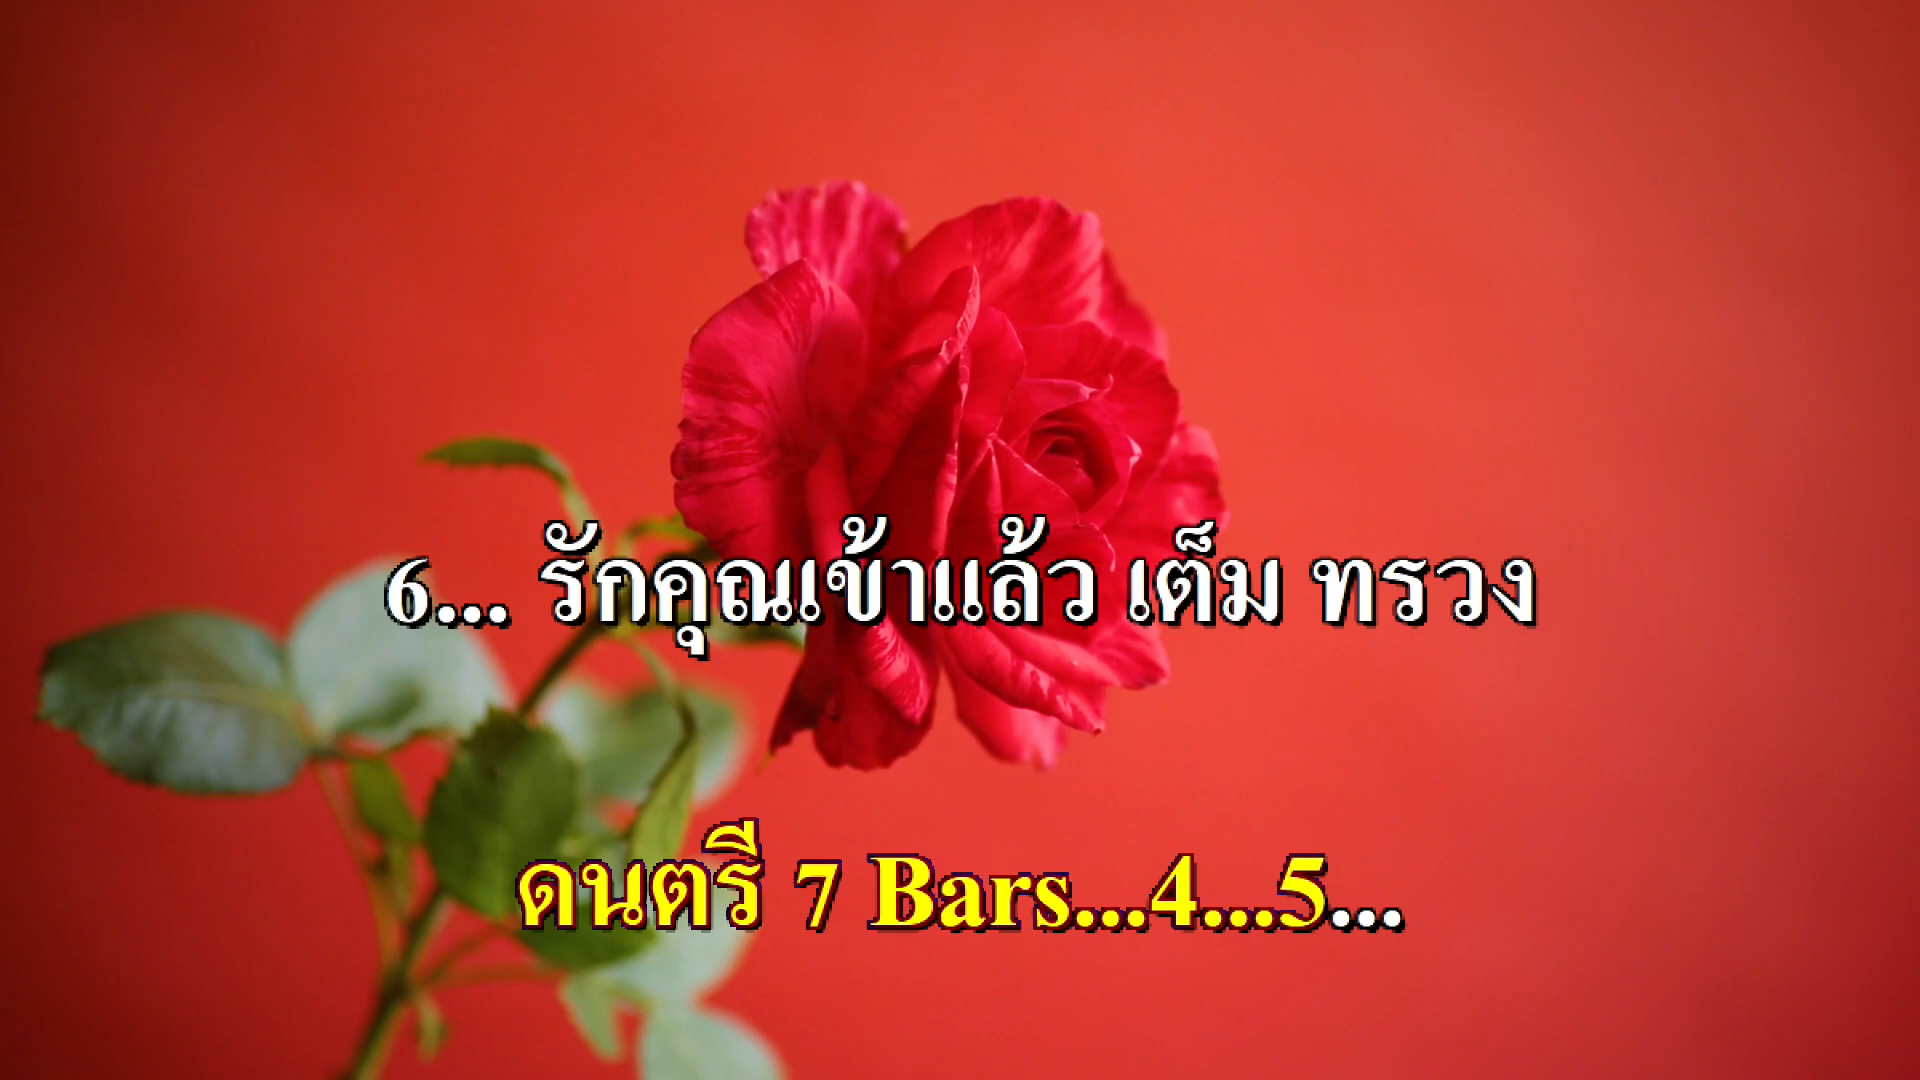 6... รักคุณเข้าแล้ว เต็ม ทรวง
ดนตรี 7 Bars...4...5...